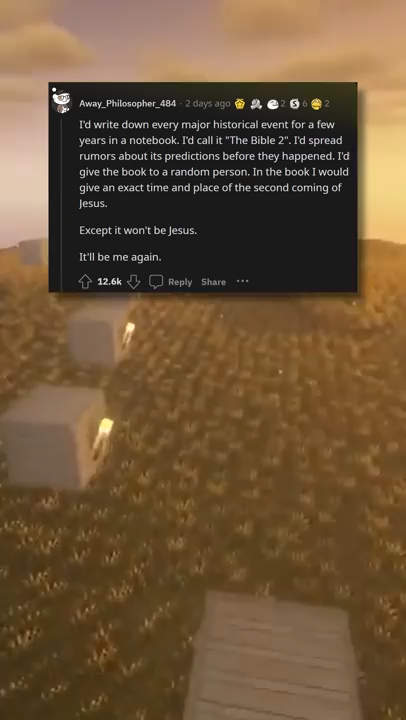 Away_Philosopher_484 · 2 days ago 2 6 2
I'd write down every major historical event for a few
years in a notebook. I'd call it "The Bible 2". I'd spread
rumors about its predictions before they happened. I'd
give the book to a random person. In the book I would
give an exact time and place of the second coming of
Jesus.
Except it won't be Jesus.
It'll be me again.
12.6k Reply Share ···